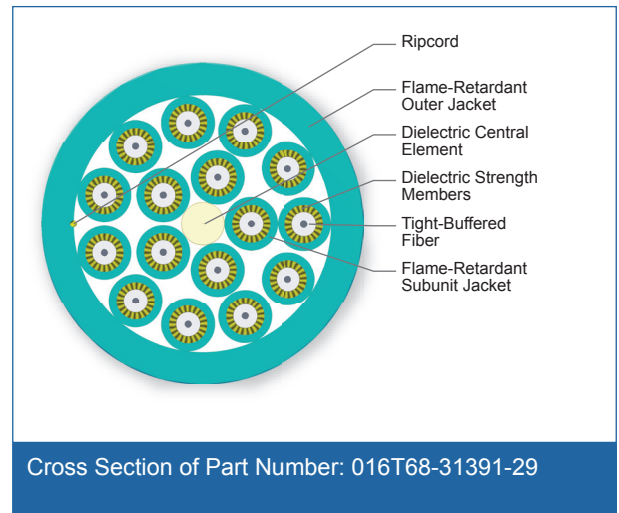 Ripcord
Flame-Retardant
Outer Jacket
Dielectric Central
Element
Dielectric Strength
Members
Tight-Buffered
Fiber
Flame-Retardant
Subunit Jacket
Cross Section of Part Number: 016T68-31391-29